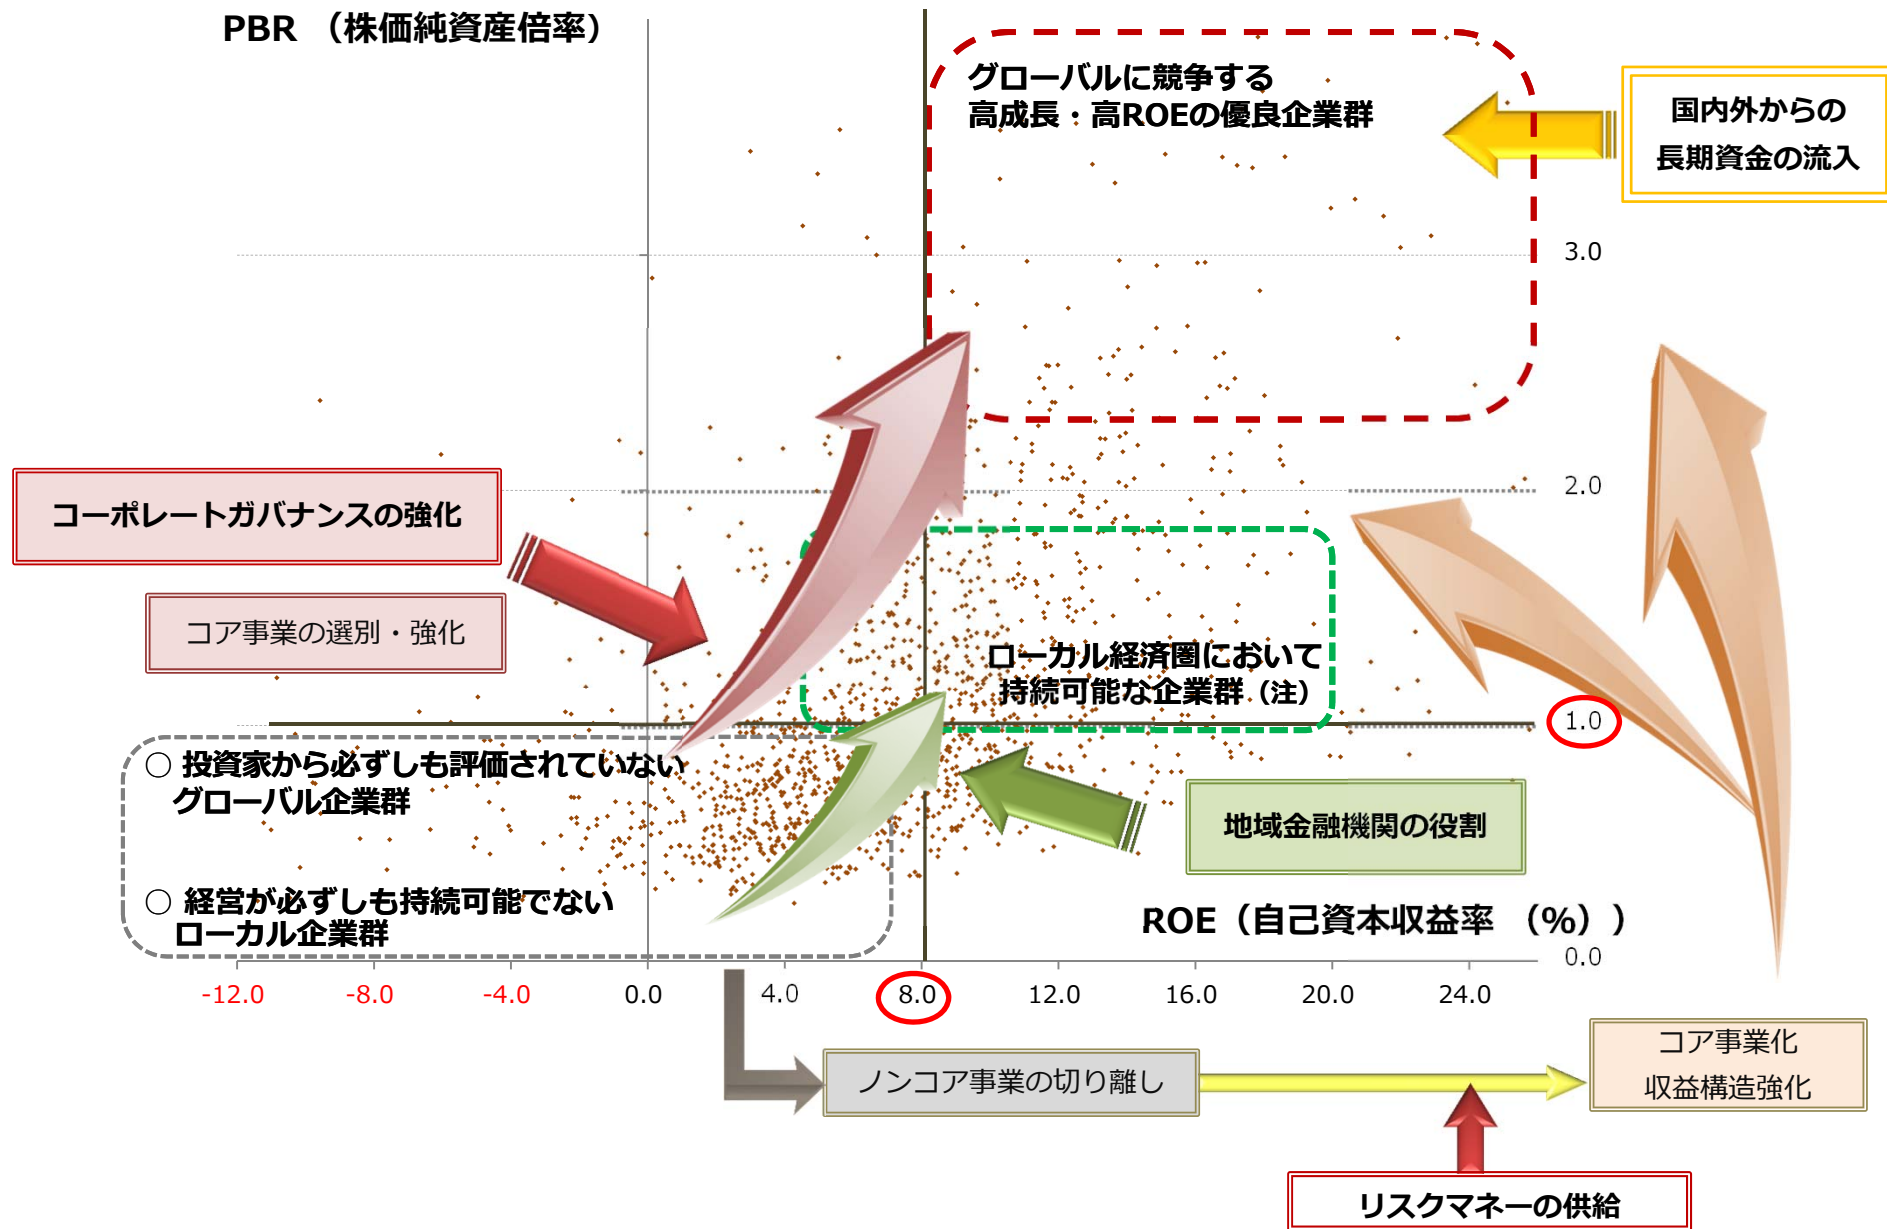 PBR （株価純資産倍率）
グローバルに競争する
高成長・高ROEの優良企業群
国内外からの
長期資金の流入
3.0
コーポレートガバナンスの強化
2.0
コア事業の選別・強化
ローカル経済圏において
持続可能な企業群（注）
1.0
○ 投資家から必ずしも評価されていない
グローバル企業群
地域金融機関の役割
○ 経営が必ずしも持続可能でない
ローカル企業群
ROE（自己資本収益率 （%））
0.0
-12.0 -8.0 -4.0 0.0 4.0 8.0 12.0 16.0 20.0 24.0
ノンコア事業の切り離し
コア事業化
収益構造強化
リスクマネーの供給